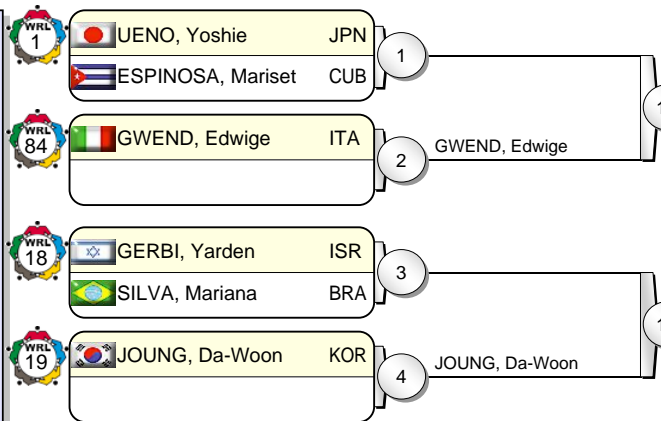 WRL
1
UENO, Yoshie JPN
ESPINOSA, Mariset CUB
1
WRL
84
GWEND, Edwige ITA
2
GWEND, Edwige
WRL
18
GERBI, Yarden ISR
SILVA, Mariana BRA
3
WRL
19
JOUNG, Da-Woon KOR
4
JOUNG, Da-Woon